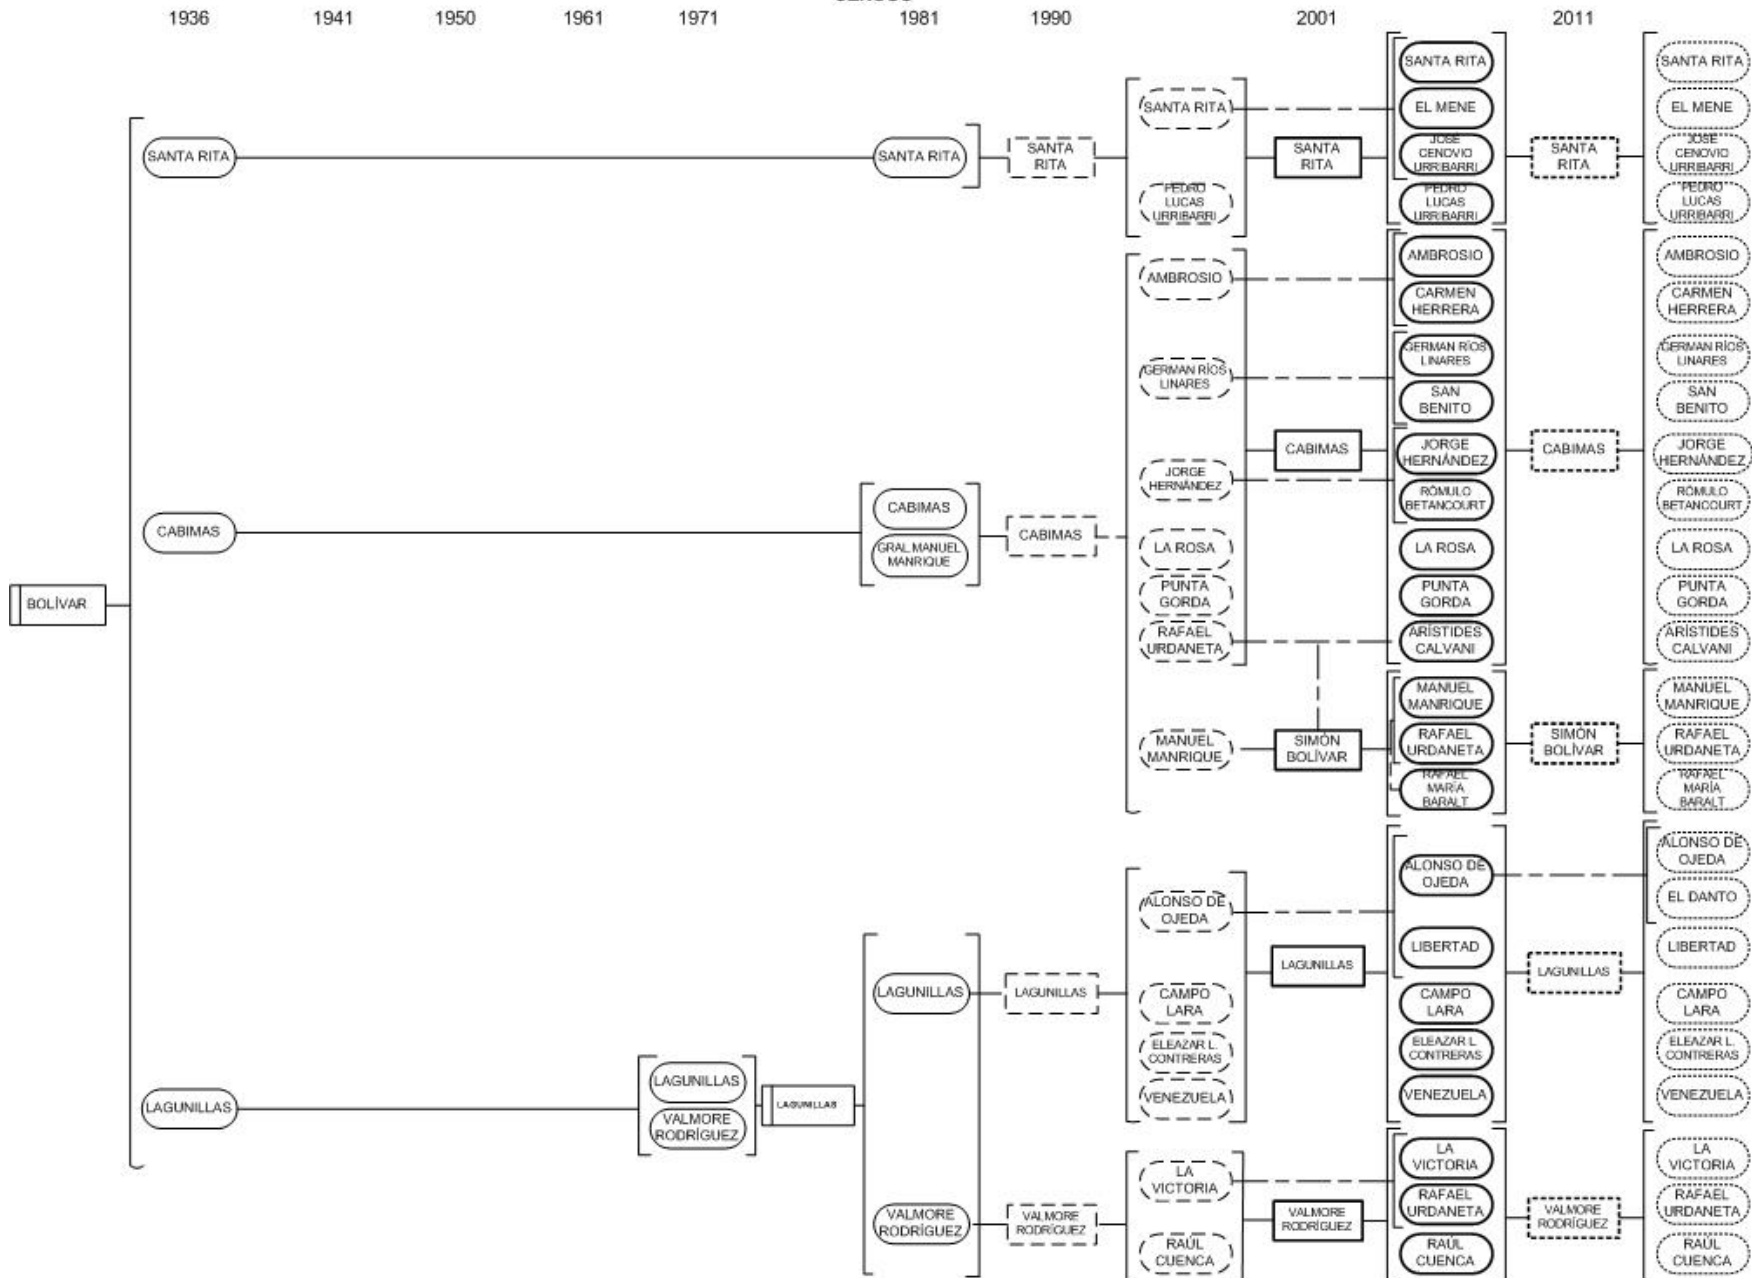 1936 1941 1950 1961 1971 1981 1990 2001 2011
BOLÍVAR
SANTA RITA
CABIMAS
LAGUNILLAS
LAGUNILLAS
VALMORE
RODRÍGUEZ
LAGUNILLAS
SANTA RITA
CABIMAS
GRAL.MANUEL
MANRIQUE
LAGUNILLAS
VALMORE
RODRÍGUEZ
SANTA
RITA
CABIMAS
LAGUNILLAS
VALMORE
RODRÍGUEZ
SANTA RITA
PEDRO
LUCAS
URRIBARRI
AMBROSIO
GERMAN RÍOS
LINARES
JORGE
HERNÁNDEZ
LA ROSA
PUNTA
GORDA
RAFAEL
URDANETA
MANUEL
MANRIQUE
ALONSO DE
OJEDA
CAMPO
LARA
ELEAZAR L.
CONTRERAS
VENEZUELA
LA
VICTORIA
RAÚL
CUENCA
SANTA
RITA
CABIMAS
SIMÓN
BOLÍVAR
LAGUNILLAS
VALMORE
RODRÍGUEZ
SANTA RITA
EL MENE
JOSÉ
CENOVIO
URRIBARRI
PEDRO
LUCAS
URRIBARRI
AMBROSIO
CARMEN
HERRERA
GERMAN RÍOS
LINARES
SAN
BENITO
JORGE
HERNÁNDEZ
RÓMULO
BETANCOURT
LA ROSA
PUNTA
GORDA
ARÍSTIDES
CALVANI
MANUEL
MANRIQUE
RAFAEL
URDANETA
RAFAEL
MARÍA
BARALT
ALONSO DE
OJEDA
LIBERTAD
CAMPO
LARA
ELEAZAR L.
CONTRERAS
VENEZUELA
LA
VICTORIA
RAFAEL
URDANETA
RAÚL
CUENCA
SANTA
RITA
CABIMAS
SIMÓN
BOLÍVAR
LAGUNILLAS
VALMORE
RODRÍGUEZ
SANTA RITA
EL MENE
JOSÉ
CENOVIO
URRIBARRI
PEDRO
LUCAS
URRIBARRI
AMBROSIO
CARMEN
HERRERA
GERMAN RÍOS
LINARES
SAN
BENITO
JORGE
HERNÁNDEZ
RÓMULO
BETANCOURT
LA ROSA
PUNTA
GORDA
ARÍSTIDES
CALVANI
MANUEL
MANRIQUE
RAFAEL
URDANETA
RAFAEL
MARÍA
BARALT
ALONSO DE
OJEDA
EL DANTO
LIBERTAD
CAMPO
LARA
ELEAZAR L.
CONTRERAS
VENEZUELA
LA
VICTORIA
RAFAEL
URDANETA
RAÚL
CUENCA